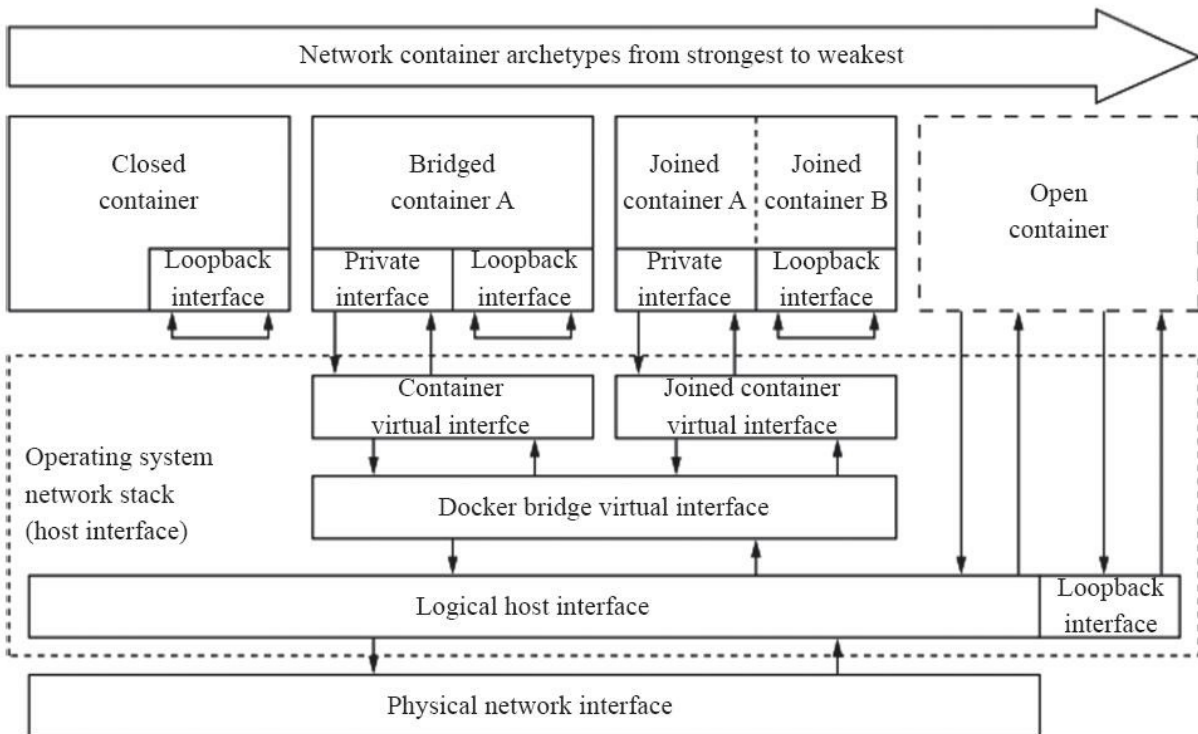 Network container archetypes from strongest to weakest
Closed
container
Loopback
interface
Bridged
container A
Private
interface
Loopback
interface
Joined
container A
Joined
container B
Private
interface
Loopback
interface
Open
container
Container
virtual interfce
Joined container
virtual interface
Operating system
network stack
(host interface)
Docker bridge virtual interface
Logical host interface
Loopback
interface
Physical network interface